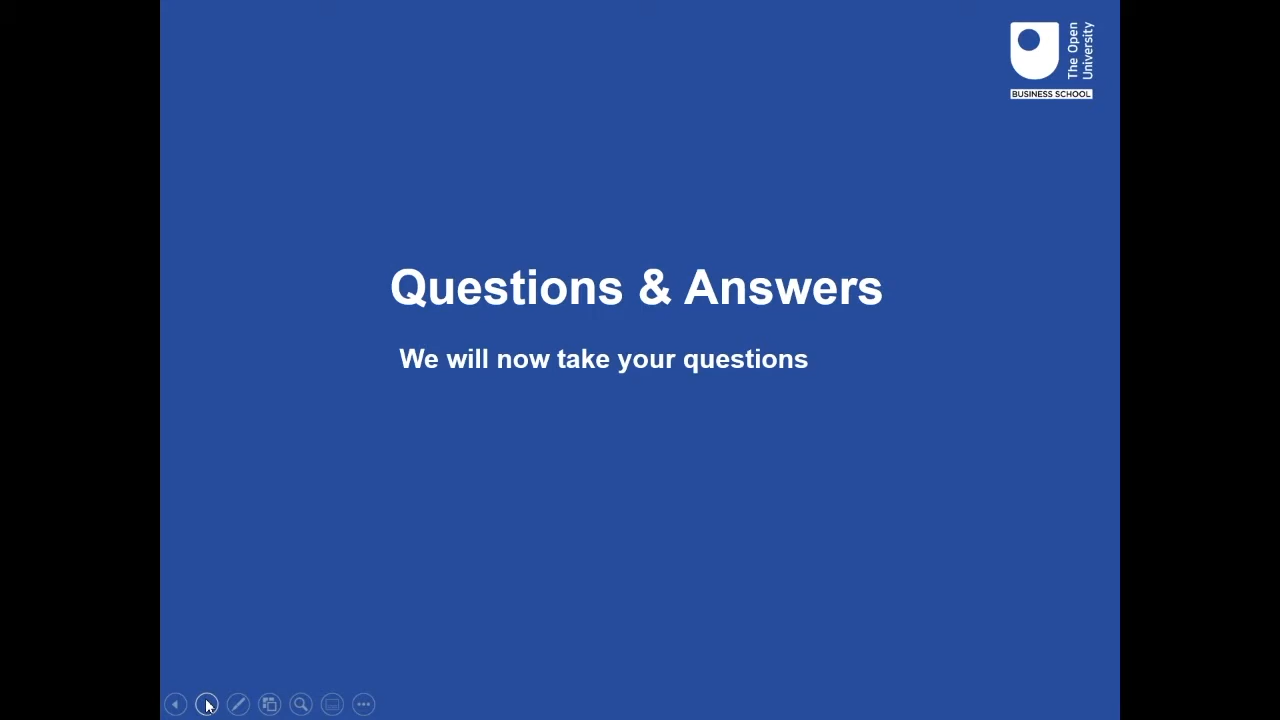 The Open
University
BUSINESS SCHOOL
Questions & Answers
We will now take your questions